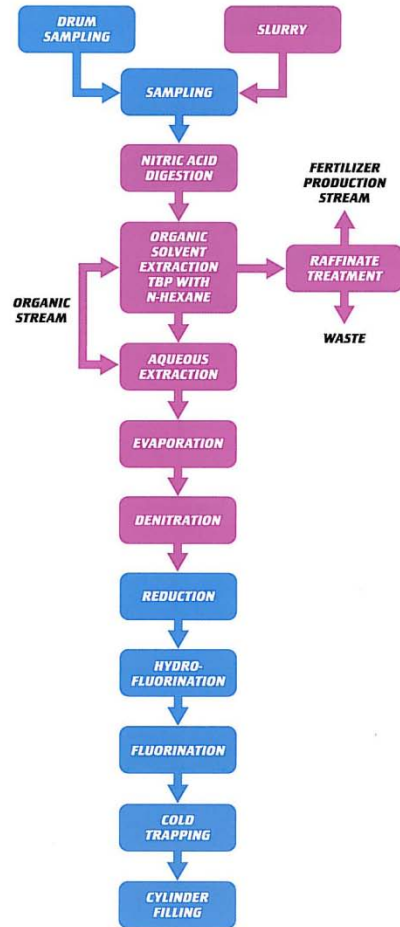 DRUM
SAMPLING
SLURRY
SAMPLING
NITRIC ACID
DIGESTION
FERTILIZER
PRODUCTION
STREAM
ORGANIC
SOLVENT
EXTRACTION
TBP WITH
N-HEXANE
RAFFINATE
TREATMENT
ORGANIC
STREAM
WASTE
AQUEOUS
EXTRACTION
EVAPORATION
DENITRATION
REDUCTION
HYDRO-
FLUORINATION
FLUORINATION
COLD
TRAPPING
CYLINDER
FILLING